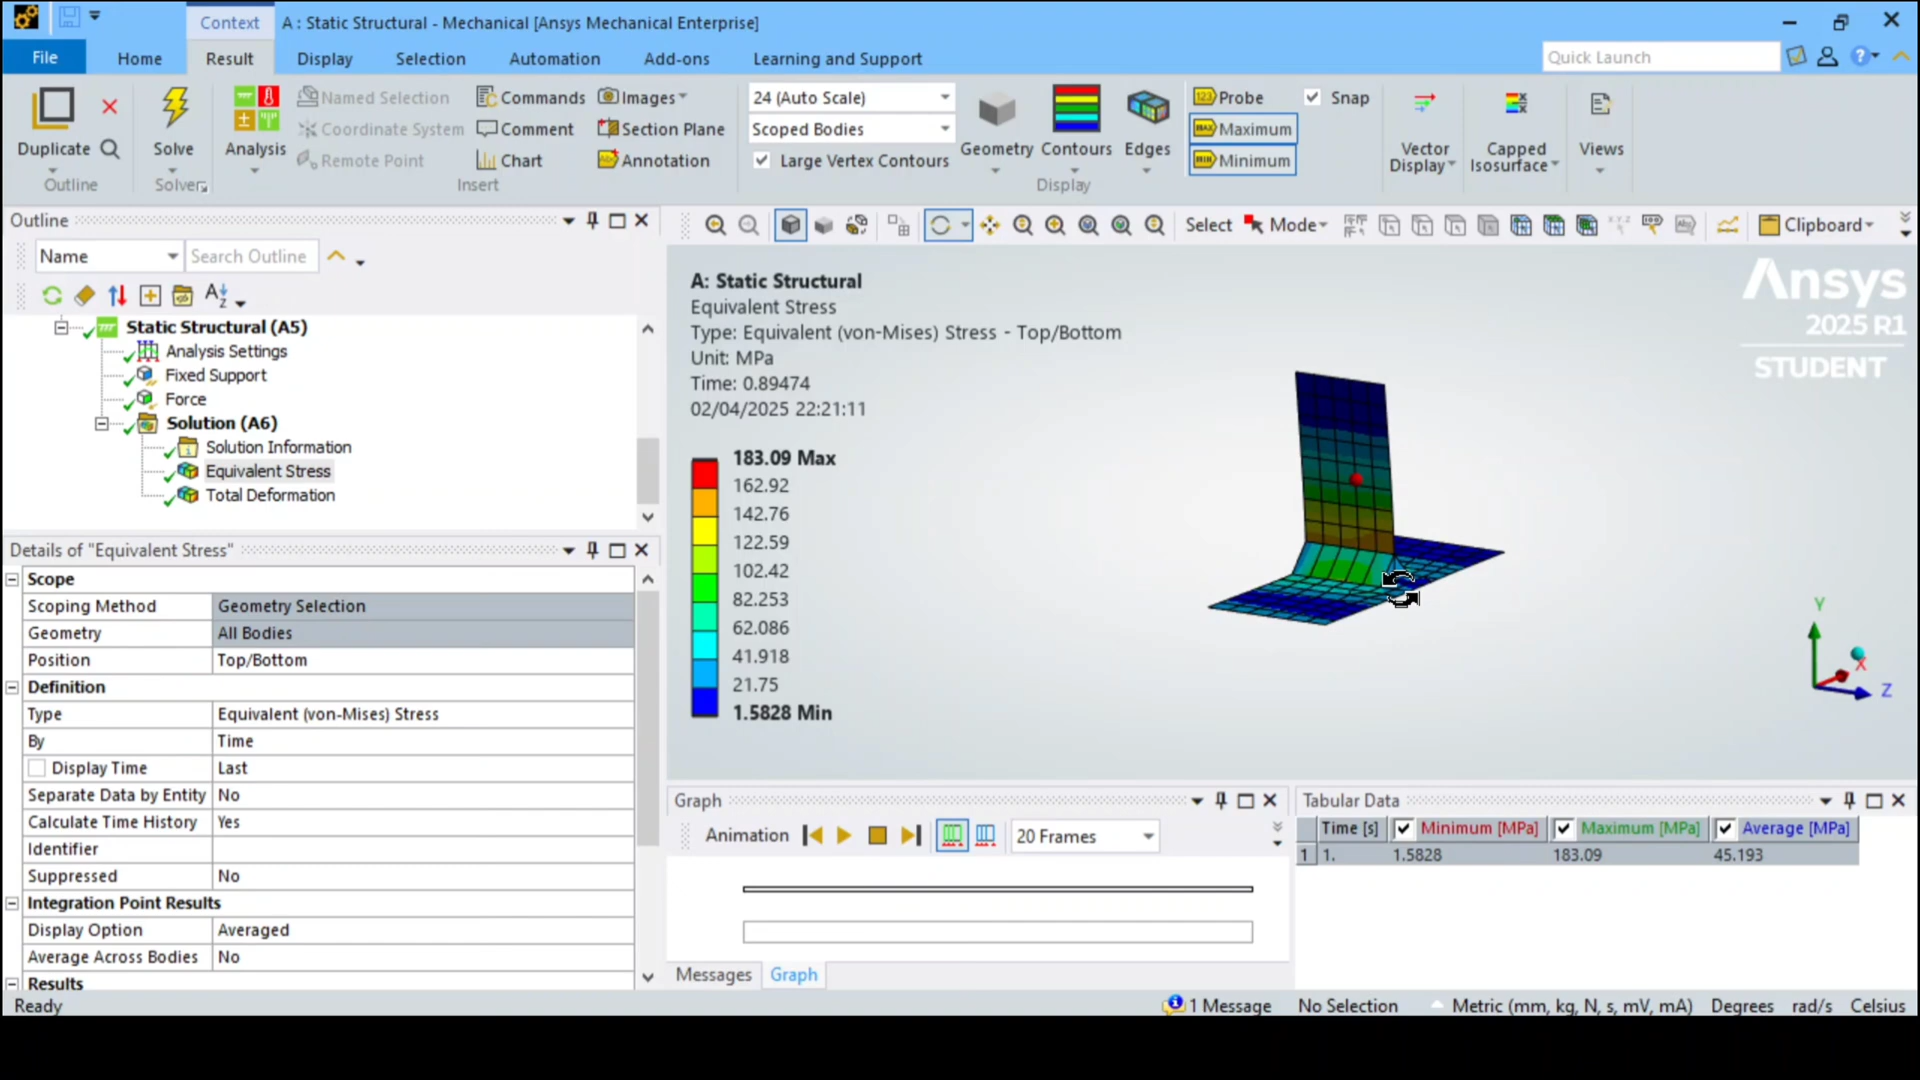 Context
A : Static Structural - Mechanical [Ansys Mechanical Enterprise]
File Home Result Display Selection Automation Add-ons Learning and Support
Quick Launch
Duplicate
Outline
Solve
Solver
Analysis
Named Selection
Coordinate System
Remote Point
Commands
Comment
Chart
Images
Section Plane
Annotation
Insert
24 (Auto Scale)
Scoped Bodies
Large Vertex Contours
Geometry
Contours
Edges
Display
Probe
Maximum
Minimum
Snap
Vector
Display
Capped
Isosurface
Views
Outline
Name Search Outline
Static Structural (A5)
Analysis Settings
Fixed Support
Force
Solution (A6)
Solution Information
Equivalent Stress
Total Deformation
Details of "Equivalent Stress"
Scope
Scoping Method Geometry Selection
Geometry All Bodies
Position Top/Bottom
Definition
Type Equivalent (von-Mises) Stress
By Time
Display Time Last
Separate Data by Entity No
Calculate Time History Yes
Identifier
Suppressed No
Integration Point Results
Display Option Averaged
Average Across Bodies No
Results
Select Mode Clipboard
A: Static Structural
Equivalent Stress
Type: Equivalent (von-Mises) Stress - Top/Bottom
Unit: MPa
Time: 0.89474
02/04/2025 22:21:11
183.09 Max
162.92
142.76
122.59
102.42
82.253
62.086
41.918
21.75
1.5828 Min
Ansys
2025 R1
STUDENT
Y
X
Z
Graph
Animation 20 Frames
Messages Graph
Tabular Data
Time [s] Minimum [MPa] Maximum [MPa] Average [MPa]
1 1. 1.5828 183.09 45.193
Ready 1 Message No Selection Metric (mm, kg, N, s, mV, mA) Degrees rad/s Celsius